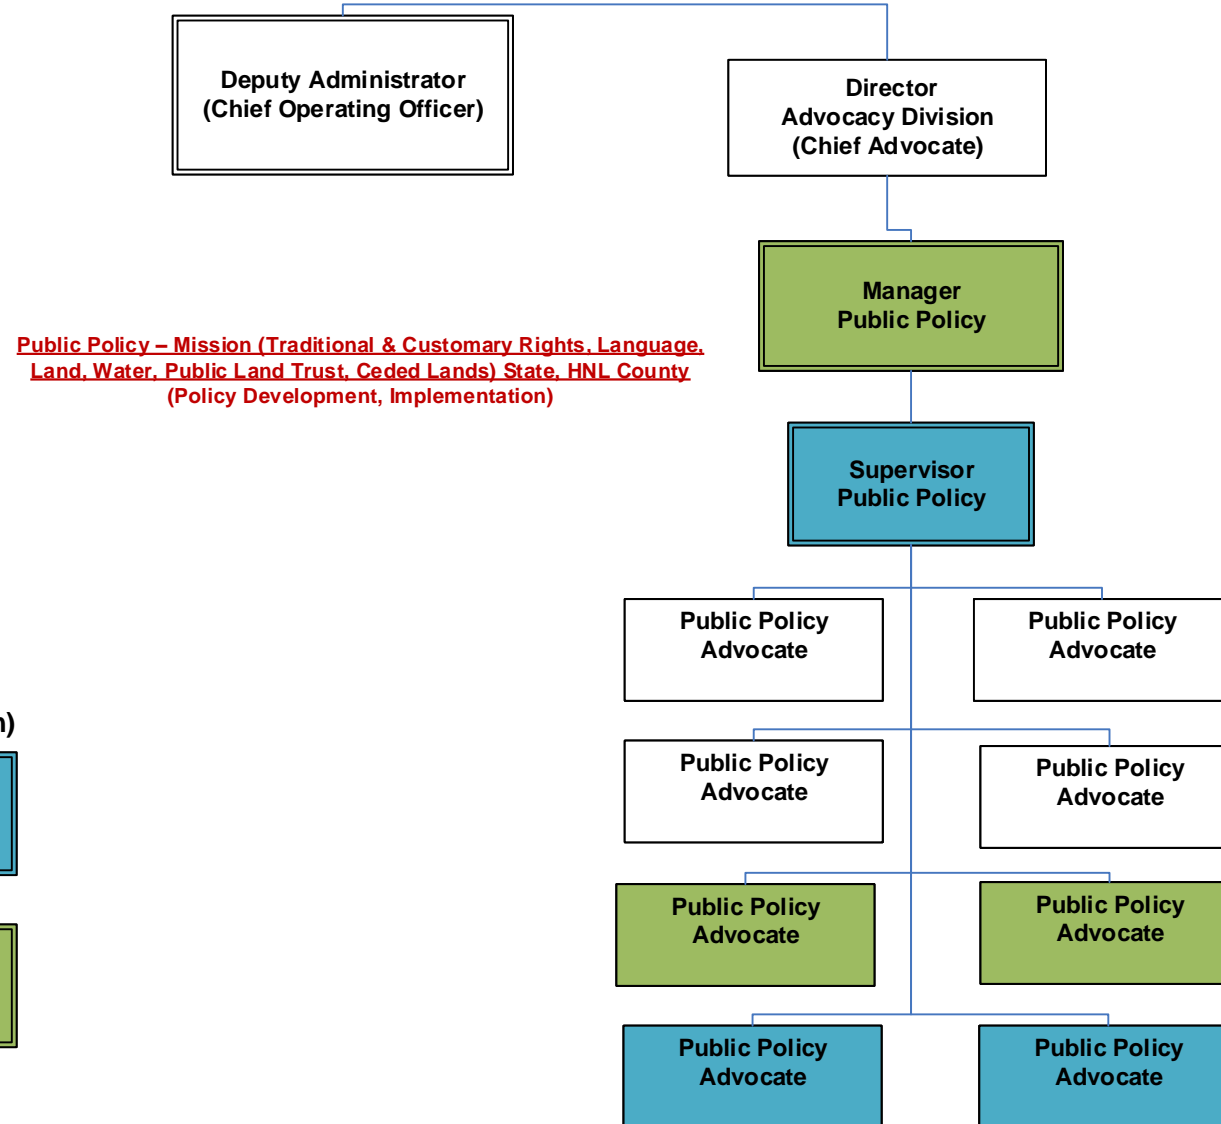 Deputy Administrator
(Chief Operating Officer)
Director
Advocacy Division
(Chief Advocate)
Manager
Public Policy
Public Policy – Mission (Traditional & Customary Rights, Language,
Land, Water, Public Land Trust, Ceded Lands) State, HNL County
(Policy Development, Implementation)
Supervisor
Public Policy
Public Policy
Advocate
Public Policy
Advocate
Public Policy
Advocate
Public Policy
Advocate
Public Policy
Advocate
Public Policy
Advocate
Public Policy
Advocate
Public Policy
Advocate